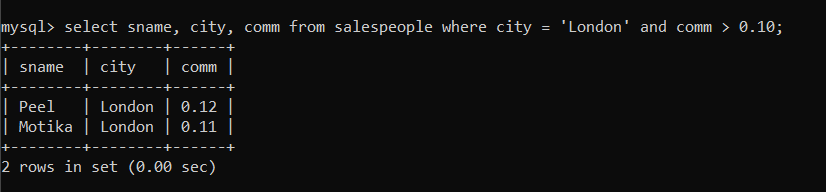 mysql> select sname, city, comm from salespeople where city = 'London' and comm > 0.10;
+--------+--------+------+
| sname  | city   | comm |
+--------+--------+------+
| Peel   | London | 0.12 |
| Motika | London | 0.11 |
+--------+--------+------+
2 rows in set (0.00 sec)